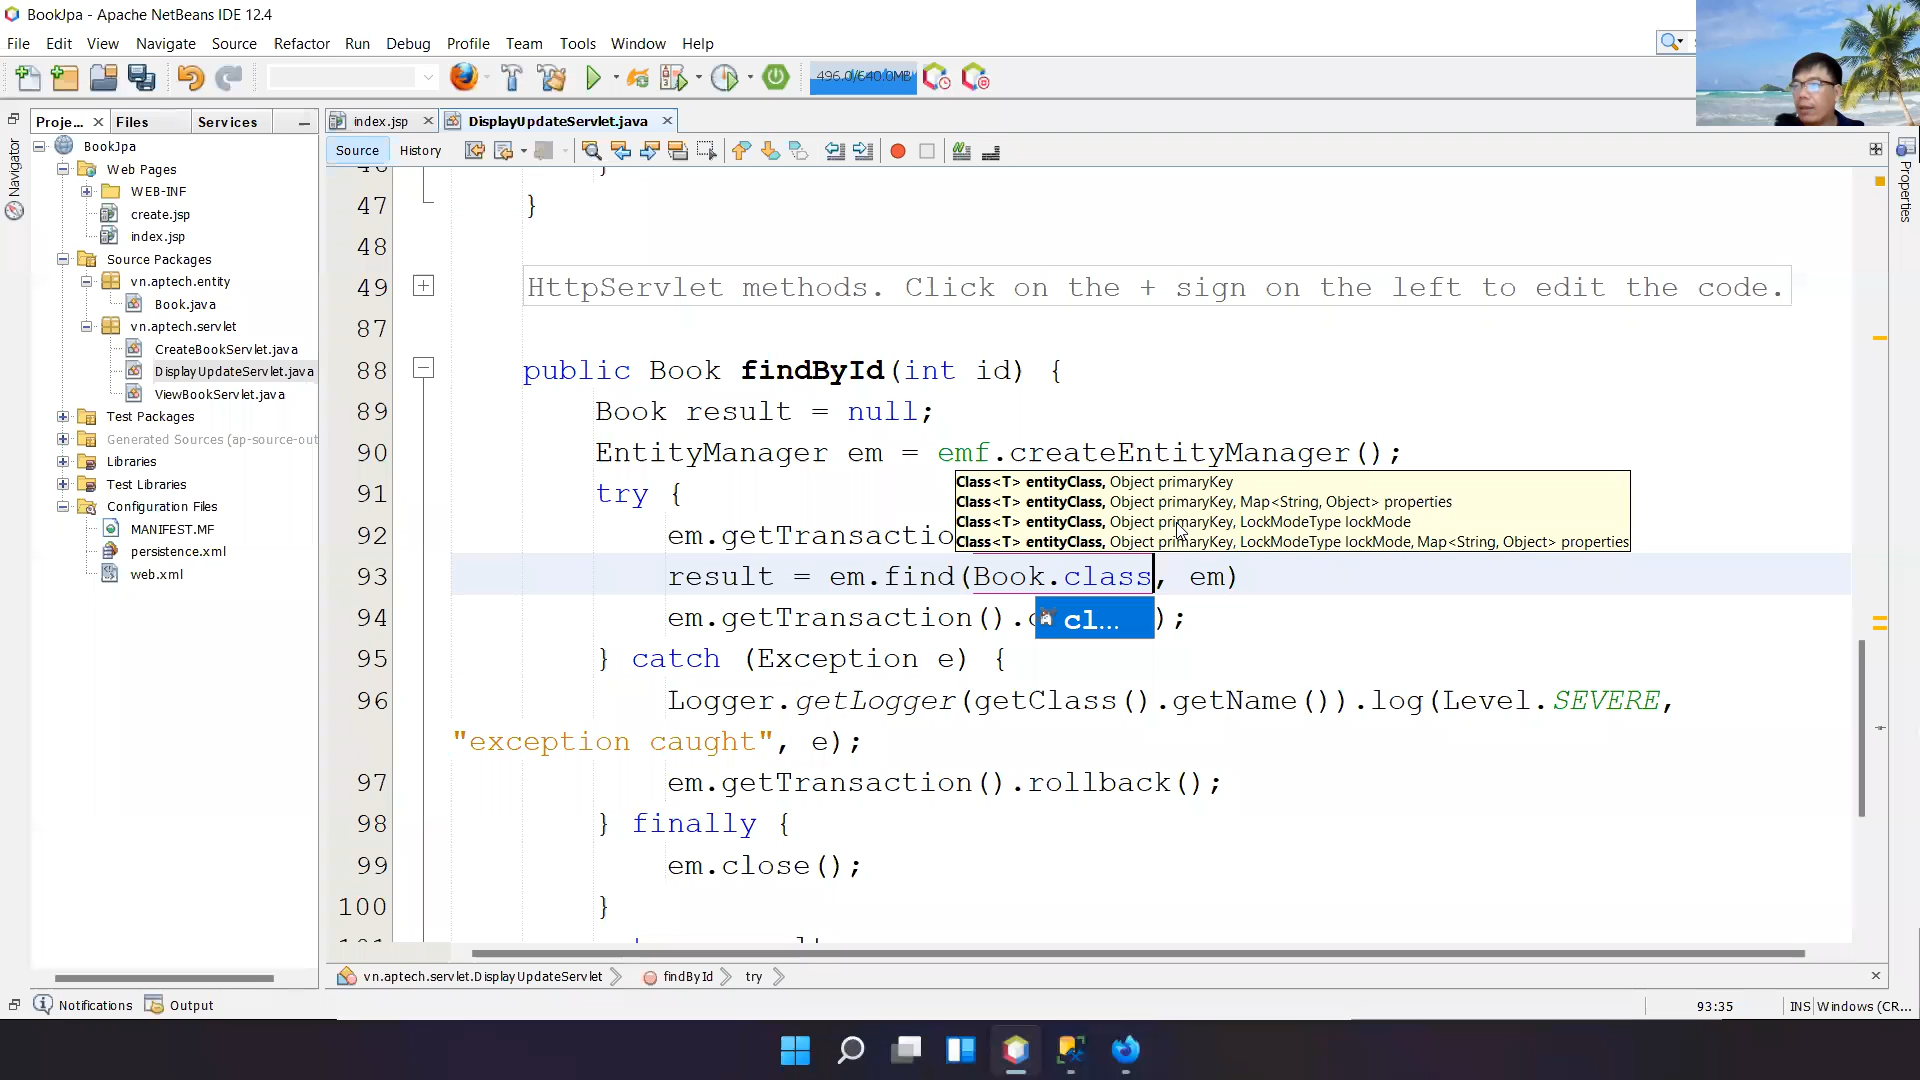 BookJpa - Apache NetBeans IDE 12.4
File Edit View Navigate Source Refactor Run Debug Profile Team Tools Window Help
496.0/640.0MB
Proje... Files Services
index.jsp DisplayUpdateServlet.java
Source History
Navigator
Properties
BookJpa
Web Pages
WEB-INF
create.jsp
index.jsp
Source Packages
vn.aptech.entity
Book.java
vn.aptech.servlet
CreateBookServlet.java
DisplayUpdateServlet.java
ViewBookServlet.java
Test Packages
Generated Sources (ap-source-out
Libraries
Test Libraries
Configuration Files
MANIFEST.MF
persistence.xml
web.xml
47 }
48
49 HttpServlet methods. Click on the + sign on the left to edit the code.
87
88 public Book findById(int id) {
89 Book result = null;
90 EntityManager em = emf.createEntityManager();
Class<T> entityClass, Object primaryKey
91 try {
Class<T> entityClass, Object primaryKey, Map<String, Object> properties
Class<T> entityClass, Object primaryKey, LockModeType lockMode
92 em.getTransactio
Class<T> entityClass, Object primaryKey, LockModeType lockMode, Map<String, Object> properties
93 result = em.find(Book.class, em)
94 em.getTransaction(). );
cl...
95 } catch (Exception e) {
96 Logger.getLogger(getClass().getName()).log(Level.SEVERE,
"exception caught", e);
97 em.getTransaction().rollback();
98 } finally {
99 em.close();
100 }
vn.aptech.servlet.DisplayUpdateServlet findById try
Notifications Output
93:35 INS Windows (CR...